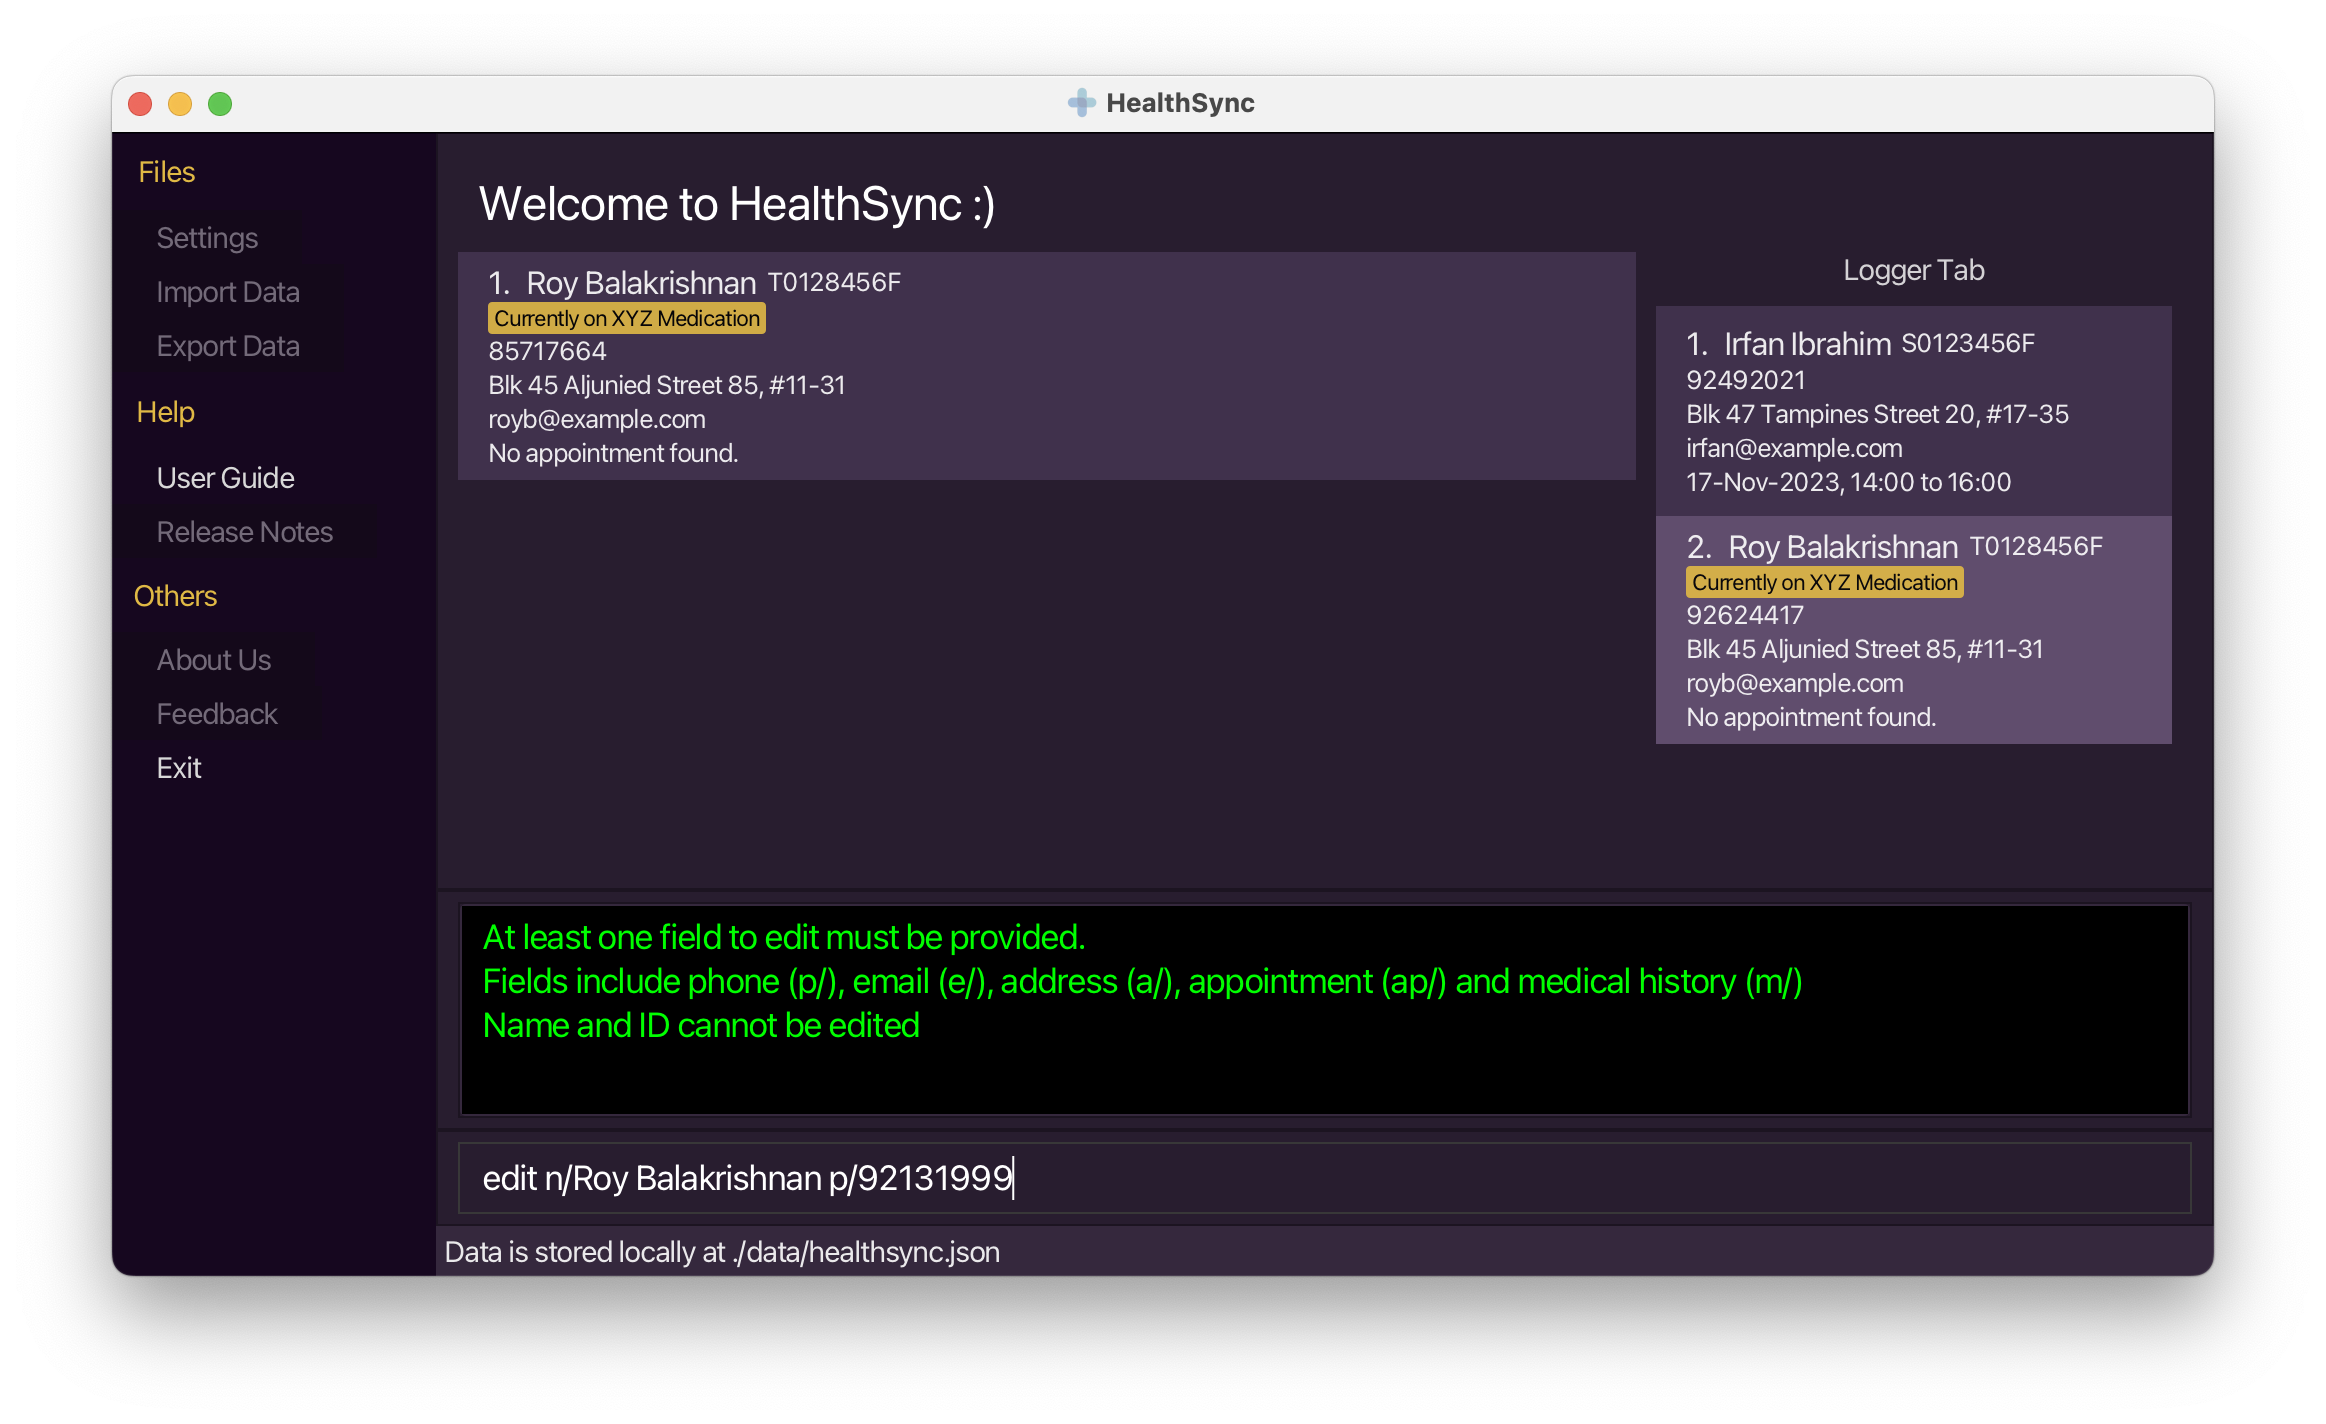 HealthSync
Files
Settings
Import Data
Export Data
Help
User Guide
Release Notes
Others
About Us
Feedback
Exit
Welcome to HealthSync :)
1. Roy Balakrishnan T0128456F
Currently on XYZ Medication
85717664
Blk 45 Aljunied Street 85, #11-31
royb@example.com
No appointment found.
Logger Tab
1. Irfan Ibrahim S0123456F
92492021
Blk 47 Tampines Street 20, #17-35
irfan@example.com
17-Nov-2023, 14:00 to 16:00
2. Roy Balakrishnan T0128456F
Currently on XYZ Medication
92624417
Blk 45 Aljunied Street 85, #11-31
royb@example.com
No appointment found.
At least one field to edit must be provided.
Fields include phone (p/), email (e/), address (a/), appointment (ap/) and medical history (m/)
Name and ID cannot be edited
edit n/Roy Balakrishnan p/92131999
Data is stored locally at ./data/healthsync.json